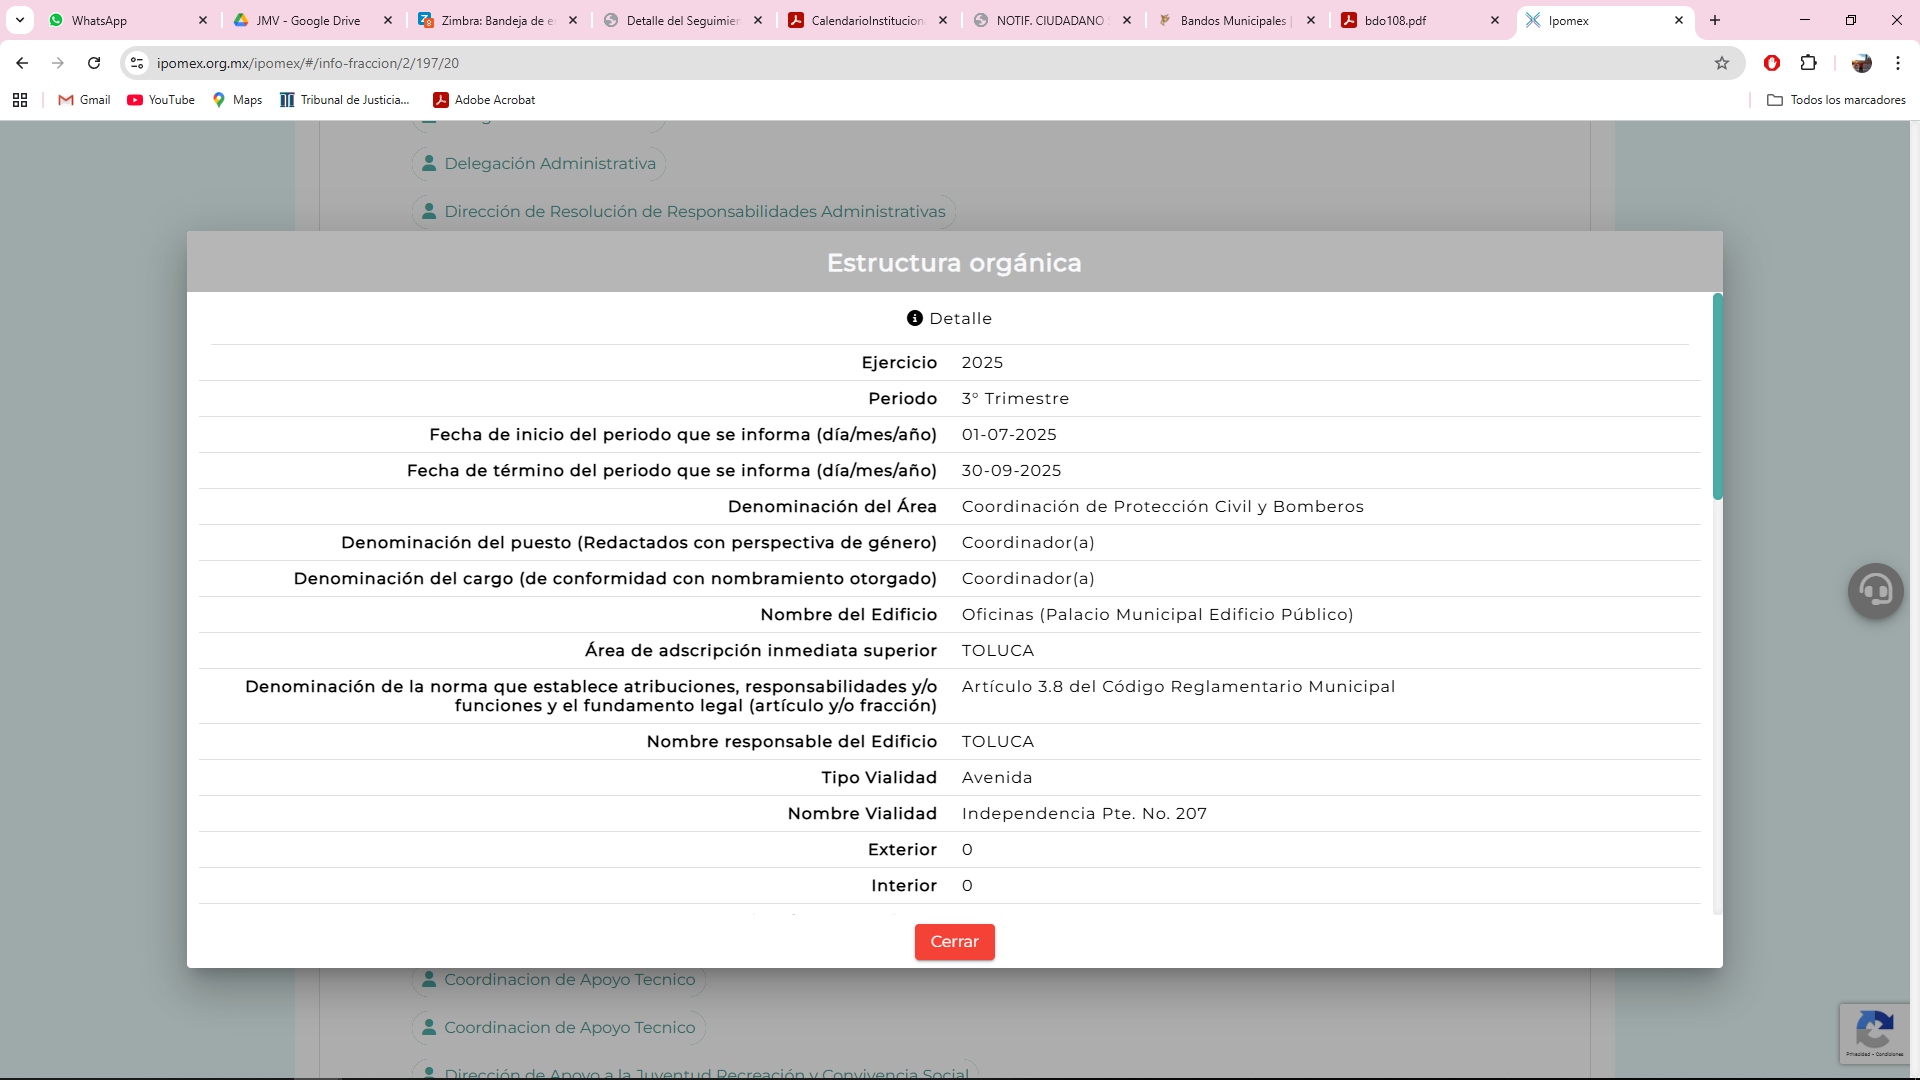 WhatsApp
JMV - Google Drive
Zimbra: Bandeja de e
Detalle del Seguimien
CalendarioInstituciona
NOTIF. CIUDADANO
Bandos Municipales |
bdo108.pdf
Ipomex
ipomex.org.mx/ipomex/#/info-fraccion/2/197/20
Gmail
YouTube
Maps
Tribunal de Justicia...
Adobe Acrobat
Todos los marcadores
Delegación Administrativa
Dirección de Resolución de Responsabilidades Administrativas
Estructura orgánica
Detalle
Ejercicio 2025
Periodo 3° Trimestre
Fecha de inicio del periodo que se informa (día/mes/año) 01-07-2025
Fecha de término del periodo que se informa (día/mes/año) 30-09-2025
Denominación del Área Coordinación de Protección Civil y Bomberos
Denominación del puesto (Redactados con perspectiva de género) Coordinador(a)
Denominación del cargo (de conformidad con nombramiento otorgado) Coordinador(a)
Nombre del Edificio Oficinas (Palacio Municipal Edificio Público)
Área de adscripción inmediata superior TOLUCA
Denominación de la norma que establece atribuciones, responsabilidades y/o Artículo 3.8 del Código Reglamentario Municipal
funciones y el fundamento legal (artículo y/o fracción)
Nombre responsable del Edificio TOLUCA
Tipo Vialidad Avenida
Nombre Vialidad Independencia Pte. No. 207
Exterior 0
Interior 0
Cerrar
Coordinacion de Apoyo Tecnico
Coordinacion de Apoyo Tecnico
Dirección de Apoyo a la Juventud Recreación y Convivencia Social
Privacidad - Condiciones